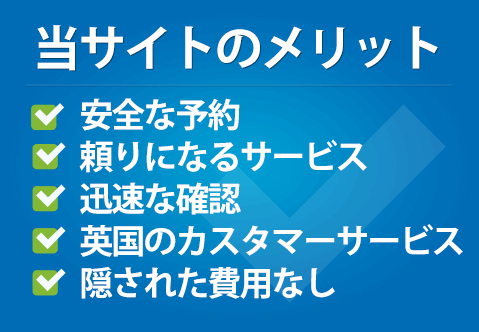 当サイトのメリット
安全な予約
頼りになるサービス
迅速な確認
英国のカスタマーサービス
隠された費用なし